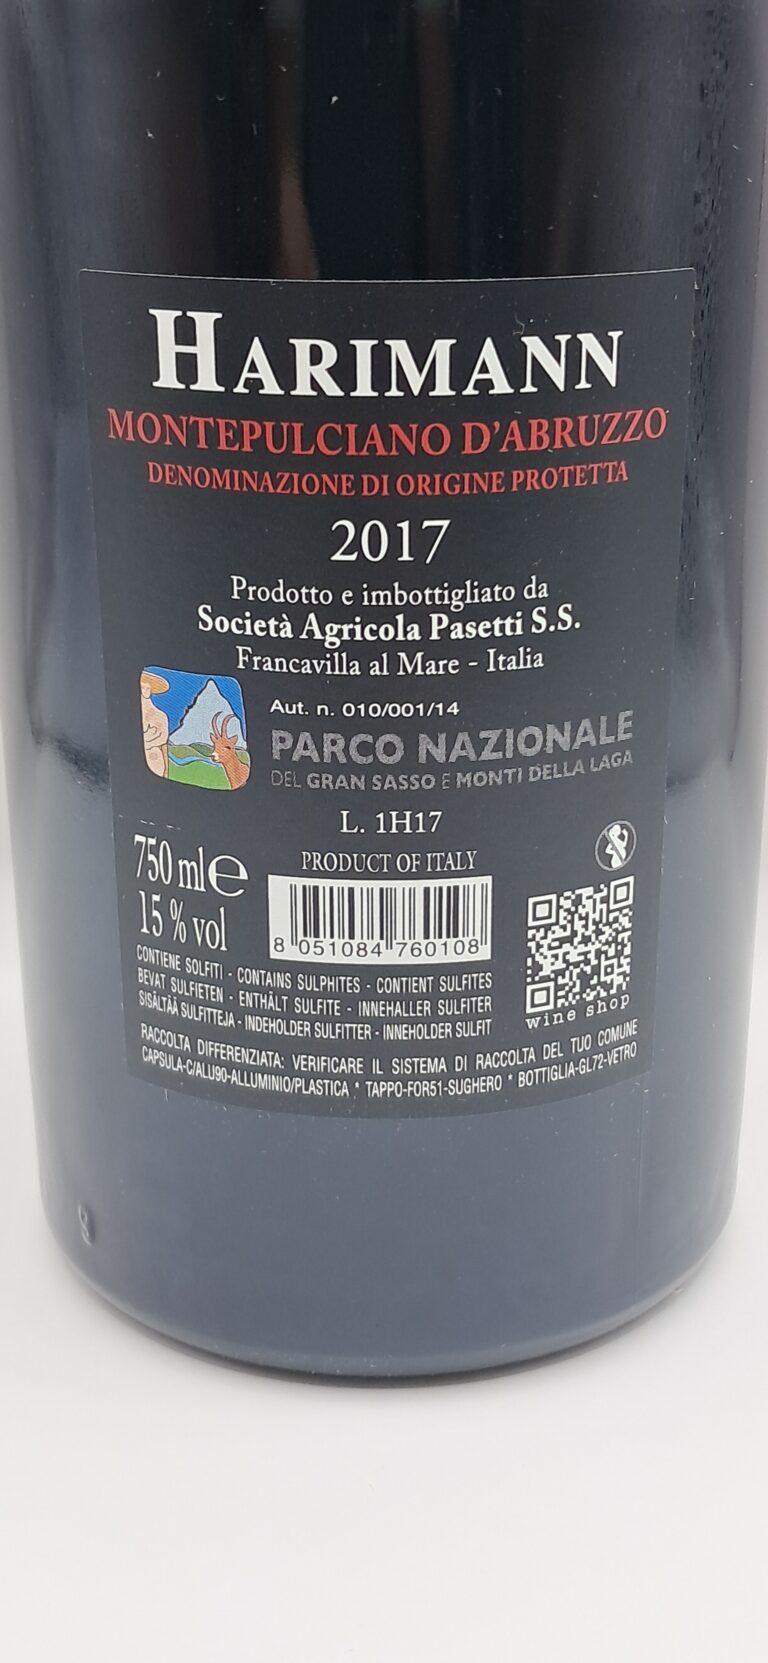 HARIMANN
MONTEPULCIANO D'ABRUZZO
DENOMINAZIONE DI ORIGINE PROTETTA
2017
Prodotto e imbottigliato da
Società Agricola Pasetti S.S.
Francavilla al Mare - Italia
Aut. n. 010/001/14
PARCO NAZIONALE
DEL GRAN SASSO E MONTI DELLA LAGA
L. 1H17
750 ml e
15 % vol
PRODUCT OF ITALY
8 051084 760108
wine shop
CONTIENE SOLFITI - CONTAINS SULPHITES - CONTIENT SULFITES
BEVAT SULFIETEN - ENTHÄLT SULFITE - INNEHALLER SULFITER
SISÄLTÄÄ SULFITTEJA - INDEHOLDER SULFITTER - INNEHOLDER SULFIT
RACCOLTA DIFFERENZIATA: VERIFICARE IL SISTEMA DI RACCOLTA DEL TUO COMUNE
CAPSULA-C/ALU90-ALLUMINIO/PLASTICA * TAPPO-FOR51-SUGHERO * BOTTIGLIA-GL72-VETRO
8